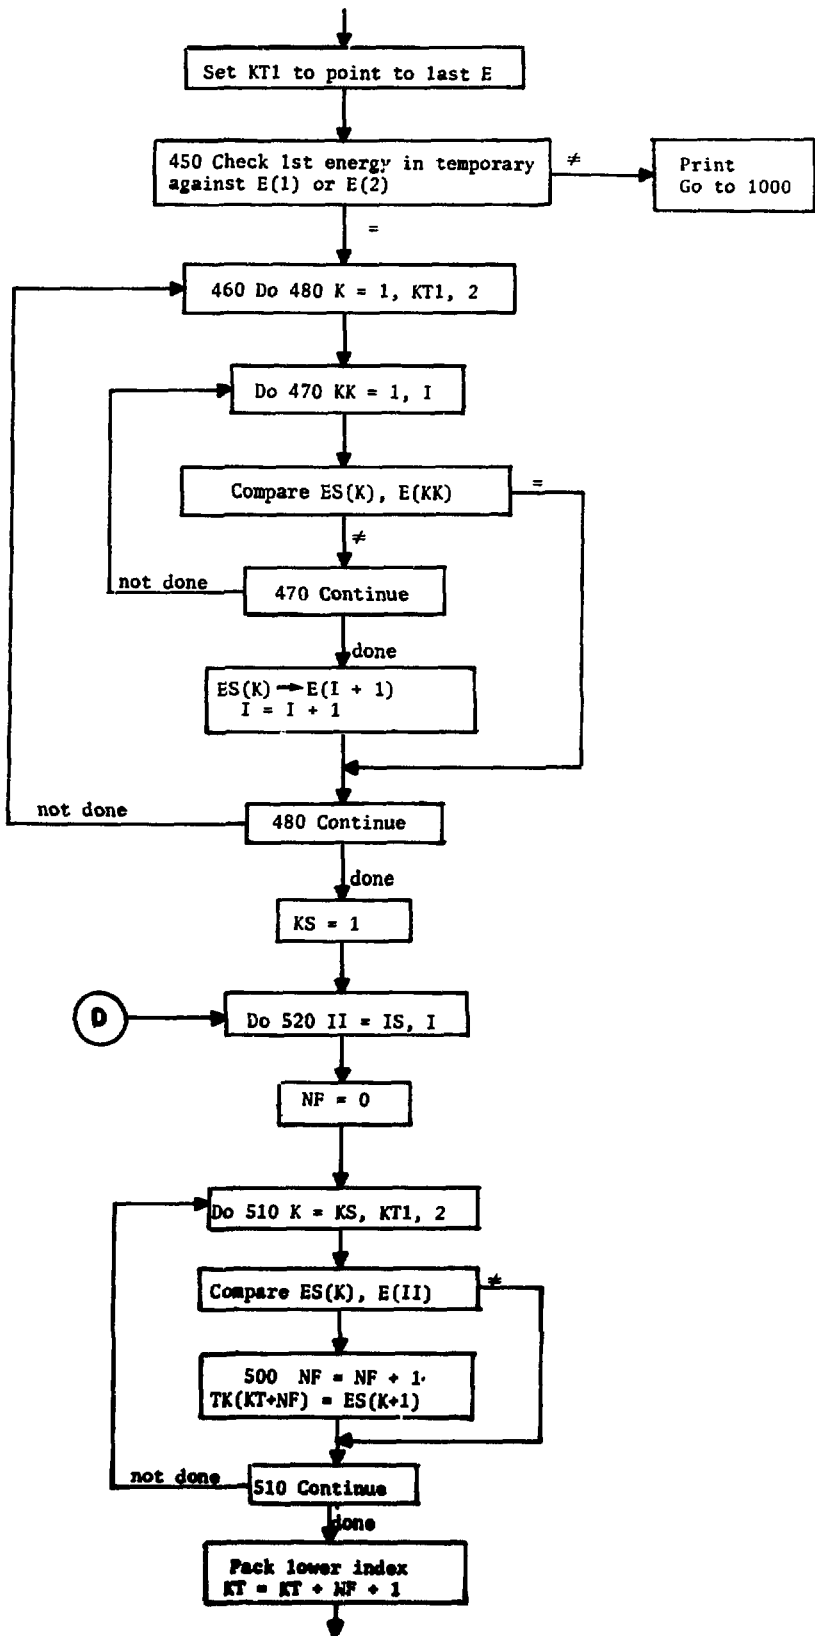 Set KT1 to point to last E
450 Check 1st energy in temporary
against E(1) or E(2)
≠
Print
Go to 1000
=
460 Do 480 K = 1, KT1, 2
Do 470 KK = 1, I
Compare ES(K), E(KK)
=
≠
not done
470 Continue
done
ES(K) → E(I + 1)
I = I + 1
not done
480 Continue
done
KS = 1
D
Do 520 II = IS, I
NF = 0
Do 510 K = KS, KT1, 2
Compare ES(K), E(II)
≠
500 NF = NF + 1
TK(KT+NF) = ES(K+1)
not done
510 Continue
done
Pack lower index
KT = KT + NF + 1